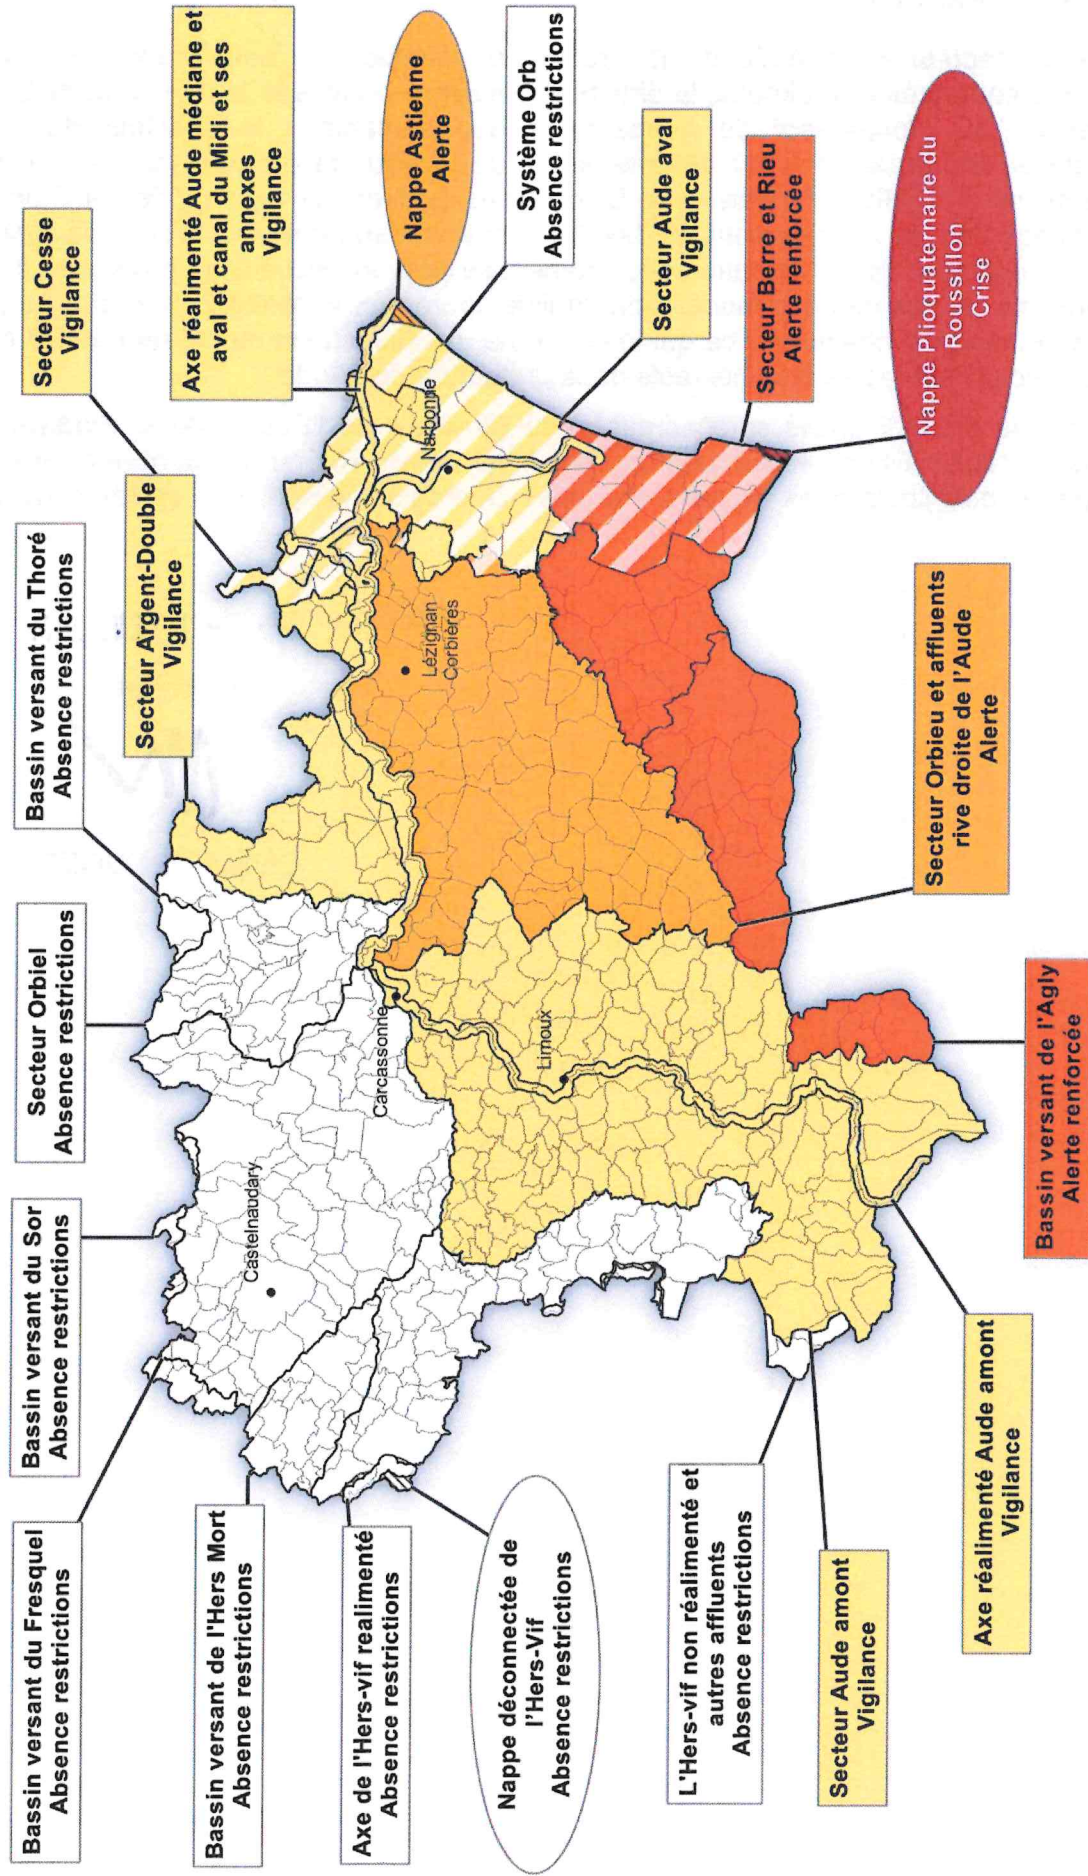 Bassin versant du Fresquel
Absence restrictions
Bassin versant du Sor
Absence restrictions
Secteur Orbiel
Absence restrictions
Bassin versant du Thoré
Absence restrictions
Secteur Argent-Double
Vigilance
Secteur Cesse
Vigilance
Axe réalimenté Aude médiane et
aval et canal du Midi et ses
annexes
Vigilance
Nappe Astienne
Alerte
Système Orb
Absence restrictions
Secteur Aude aval
Vigilance
Secteur Berre et Rieu
Alerte renforcée
Nappe Plioquaternaire du
Roussillon
Crise
Secteur Orbieu et affluents
rive droite de l'Aude
Alerte
Bassin versant de l'Agly
Alerte renforcée
Axe réalimenté Aude amont
Vigilance
Secteur Aude amont
Vigilance
L'Hers-vif non réalimenté et
autres affluents
Absence restrictions
Nappe déconnectée de
l'Hers-Vif
Absence restrictions
Axe de l'Hers-vif realimenté
Absence restrictions
Bassin versant de l'Hers Mort
Absence restrictions
Castelnaudary
Carcassonne
Limoux
Lézignan
Corbières
Narbonne